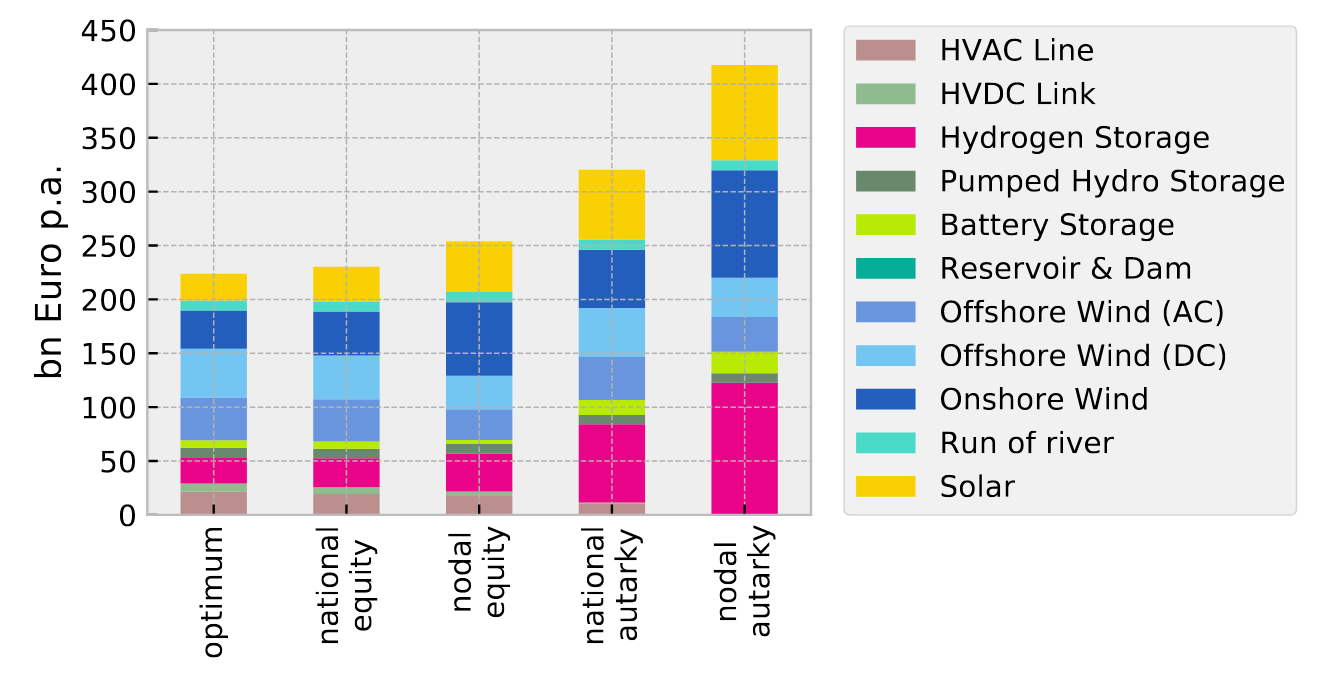 bn Euro p.a.
450
400
350
300
250
200
150
100
50
0
optimum
national
equity
nodal
equity
national
autarky
nodal
autarky
HVAC Line
HVDC Link
Hydrogen Storage
Pumped Hydro Storage
Battery Storage
Reservoir & Dam
Offshore Wind (AC)
Offshore Wind (DC)
Onshore Wind
Run of river
Solar